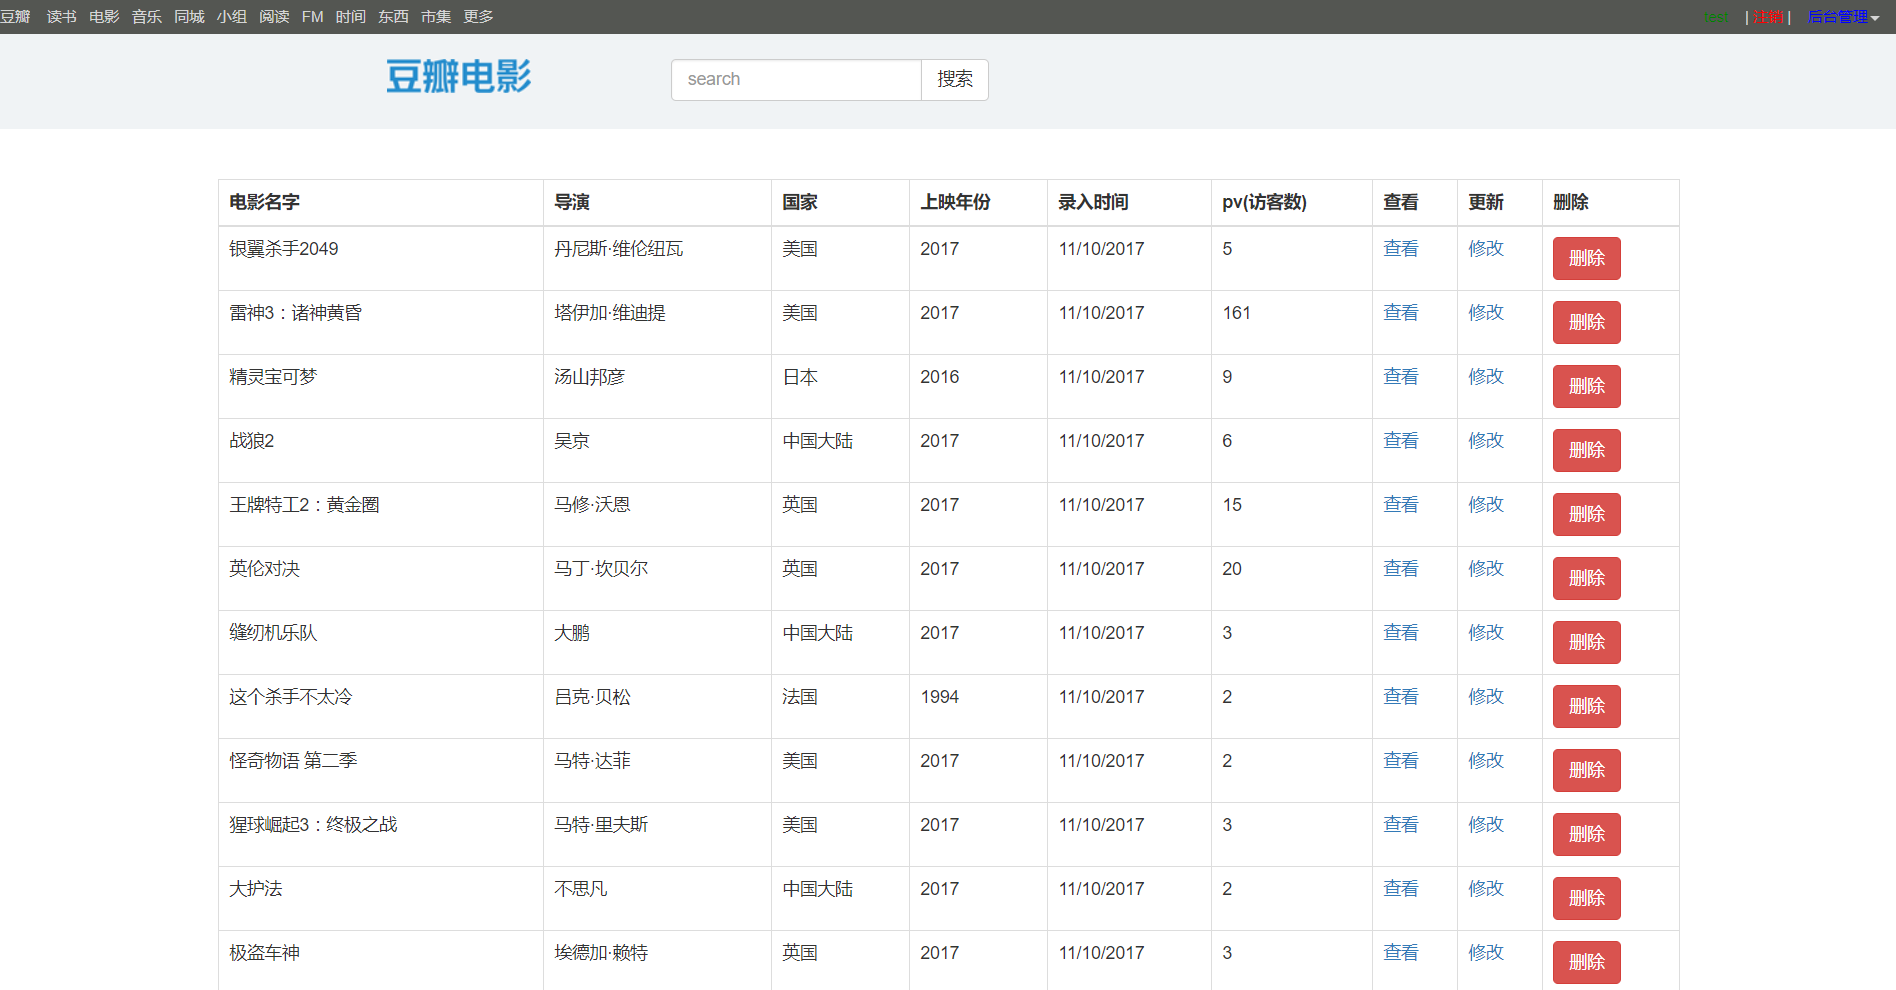 豆瓣 读书 电影 音乐 同城 小组 阅读 FM 时间 东西 市集 更多 Test | 注销 | 后台管理
豆瓣电影 search 搜索
电影名字 导演 国家 上映年份 录入时间 pv(访客数) 查看 更新 删除
银翼杀手2049 丹尼斯·维伦纽瓦 美国 2017 11/10/2017 5 查看 修改 删除
雷神3：诸神黄昏 塔伊加·维迪提 美国 2017 11/10/2017 161 查看 修改 删除
精灵宝可梦 汤山邦彦 日本 2016 11/10/2017 9 查看 修改 删除
战狼2 吴京 中国大陆 2017 11/10/2017 6 查看 修改 删除
王牌特工2：黄金圈 马修·沃恩 英国 2017 11/10/2017 15 查看 修改 删除
英伦对决 马丁·坎贝尔 英国 2017 11/10/2017 20 查看 修改 删除
缝纫机乐队 大鹏 中国大陆 2017 11/10/2017 3 查看 修改 删除
这个杀手不太冷 吕克·贝松 法国 1994 11/10/2017 2 查看 修改 删除
怪奇物语 第二季 马特·达菲 美国 2017 11/10/2017 2 查看 修改 删除
猩球崛起3：终极之战 马特·里夫斯 美国 2017 11/10/2017 3 查看 修改 删除
大护法 不思凡 中国大陆 2017 11/10/2017 2 查看 修改 删除
极盗车神 埃德加·赖特 英国 2017 11/10/2017 3 查看 修改 删除